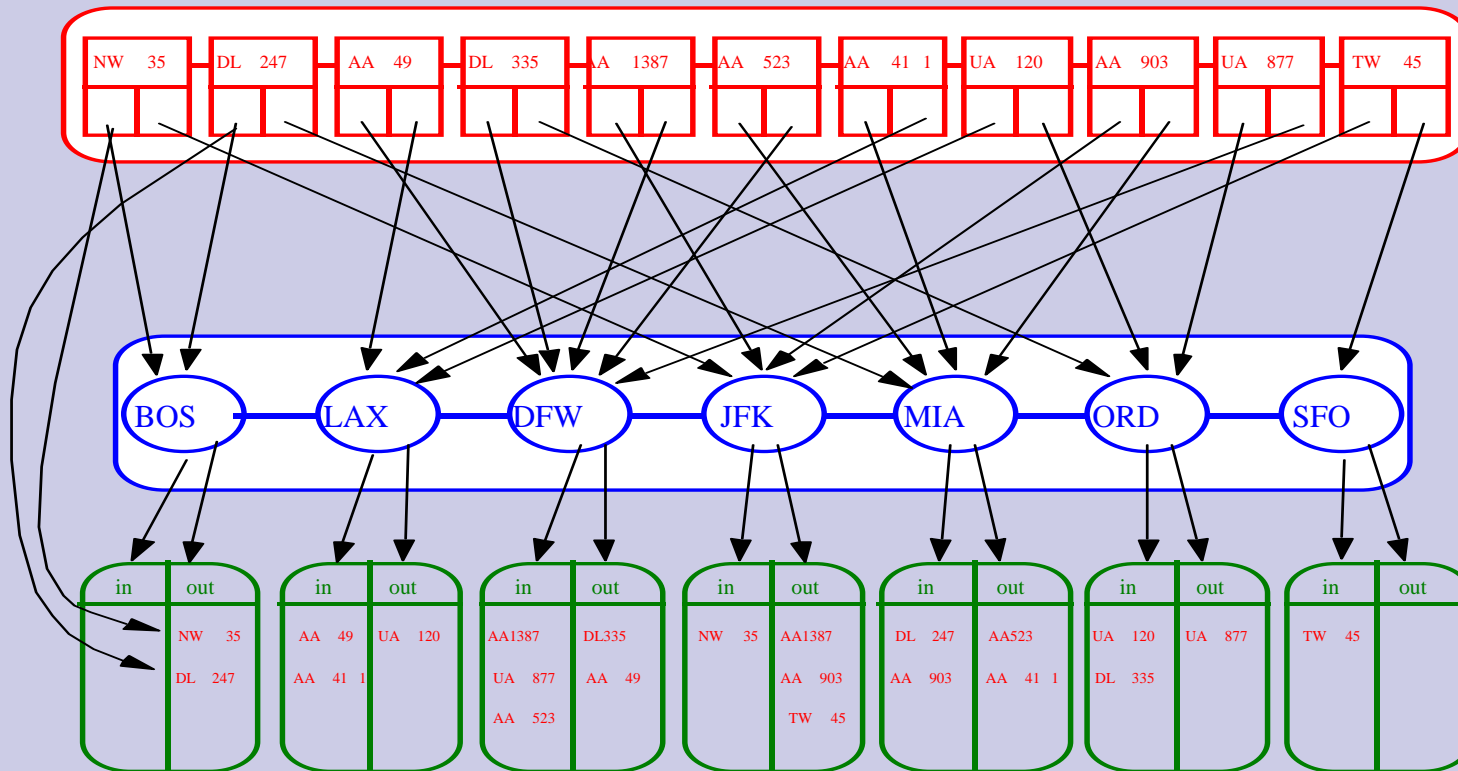 NW 35 DL 247 AA 49 DL 335 AA 1387 AA 523 AA 41 1 UA 120 AA 903 UA 877 TW 45
BOS LAX DFW JFK MIA ORD SFO
in out in out in out in out in out in out in out
NW 35 AA 49 UA 120 AA1387 DL335 NW 35 AA1387 DL 247 AA523 UA 120 UA 877 TW 45
DL 247 AA 41 1 UA 877 AA 49 AA 903 AA 903 AA 41 1 DL 335
AA 523 TW 45